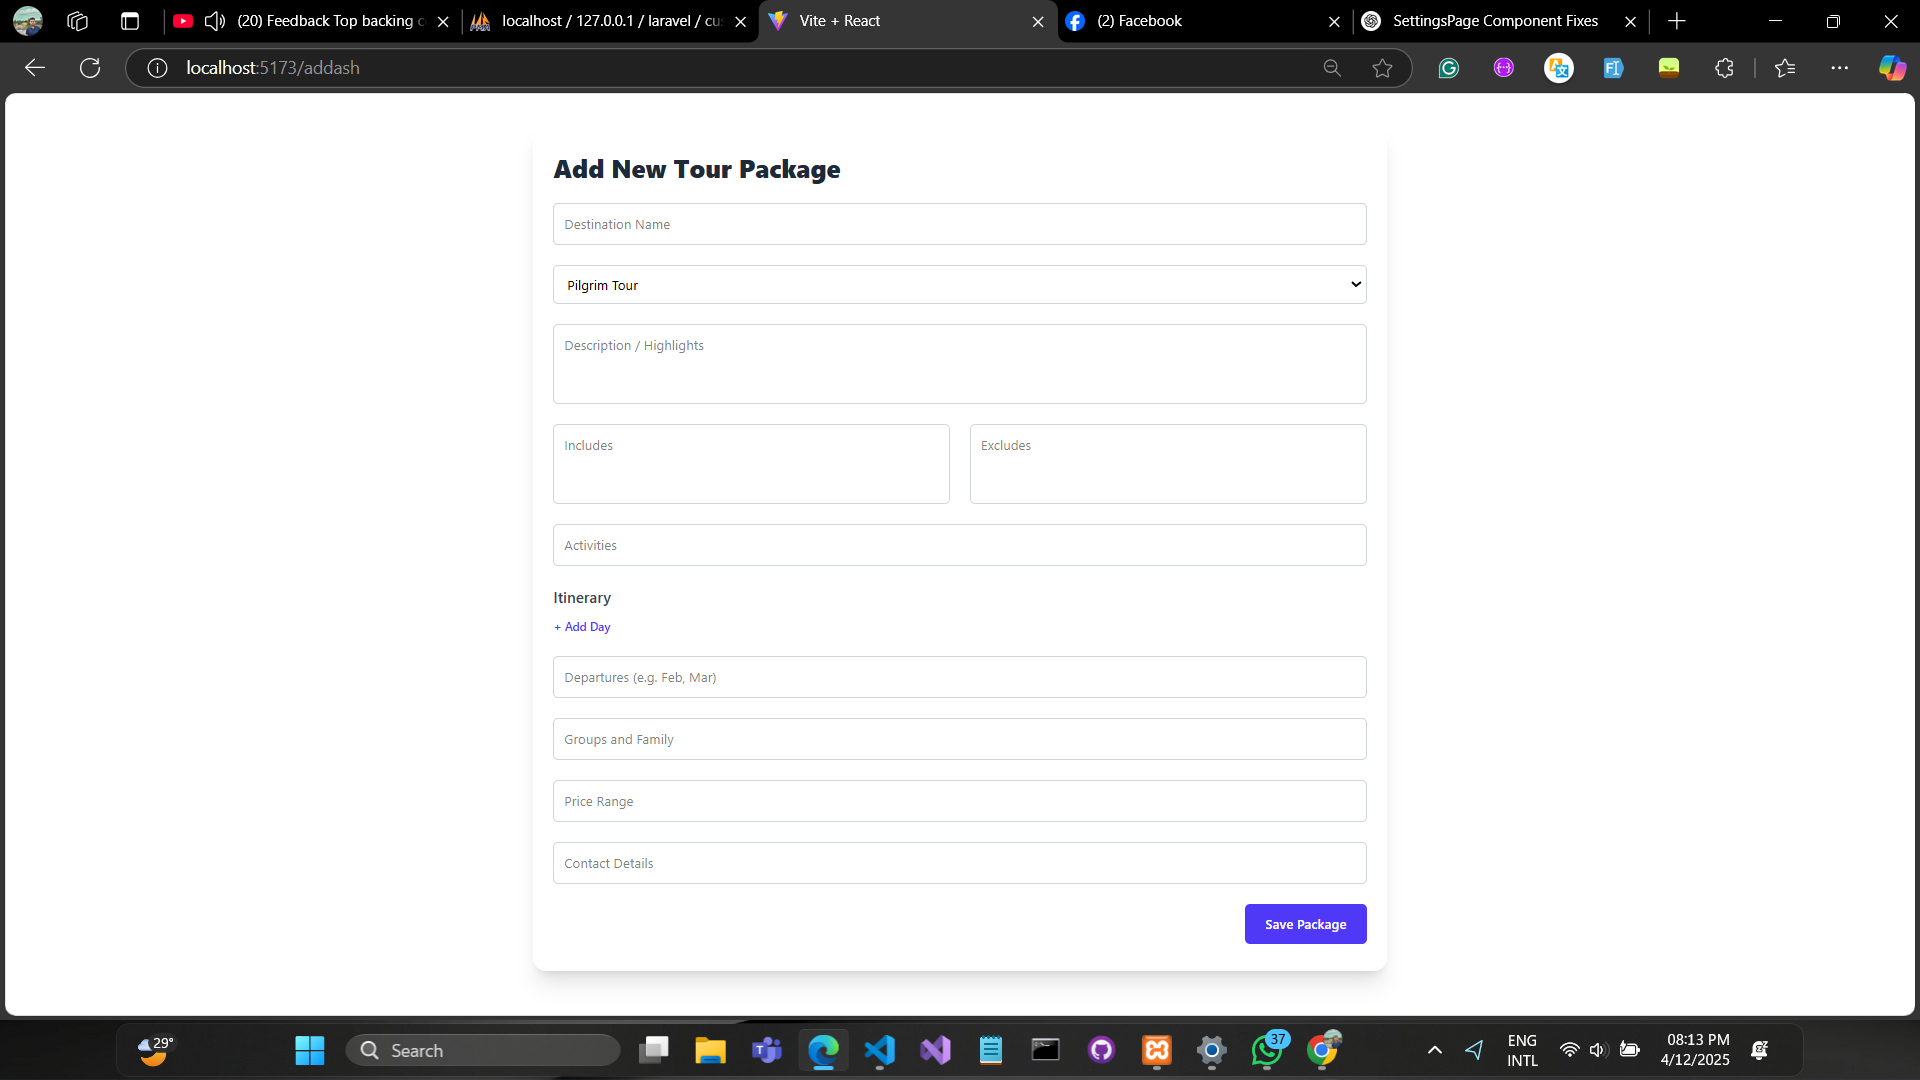 (20) Feedback Top backing c
localhost / 127.0.0.1 / laravel / cu
Vite + React
(2) Facebook
SettingsPage Component Fixes
localhost:5173/addash
Add New Tour Package
Destination Name
Pilgrim Tour
Description / Highlights
Includes
Excludes
Activities
Itinerary
+ Add Day
Departures (e.g. Feb, Mar)
Groups and Family
Price Range
Contact Details
Save Package
29°
Search
37
ENG
INTL
08:13 PM
4/12/2025